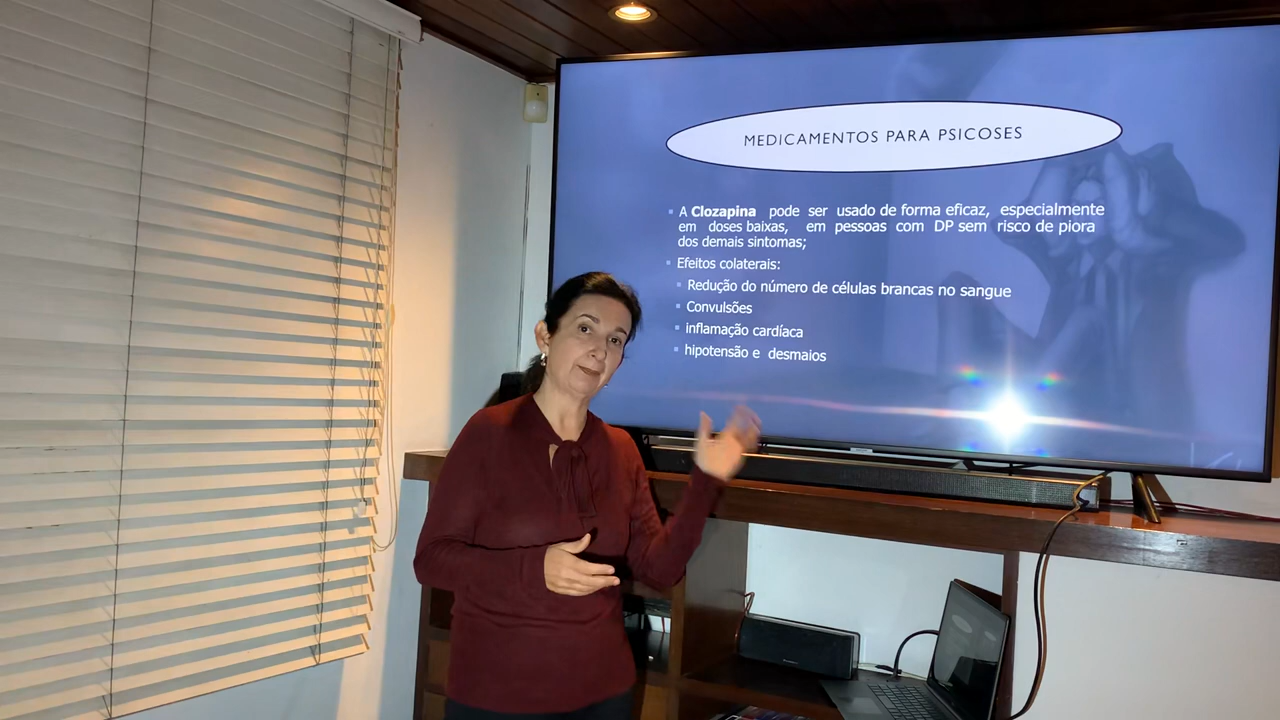 MEDICAMENTOS PARA PSICOSES
A Clozapina pode ser usado de forma eficaz, especialmente
em doses baixas, em pessoas com DP sem risco de piora
dos demais sintomas;
Efeitos colaterais:
Redução do número de células brancas no sangue
Convulsões
inflamação cardíaca
hipotensão e desmaios